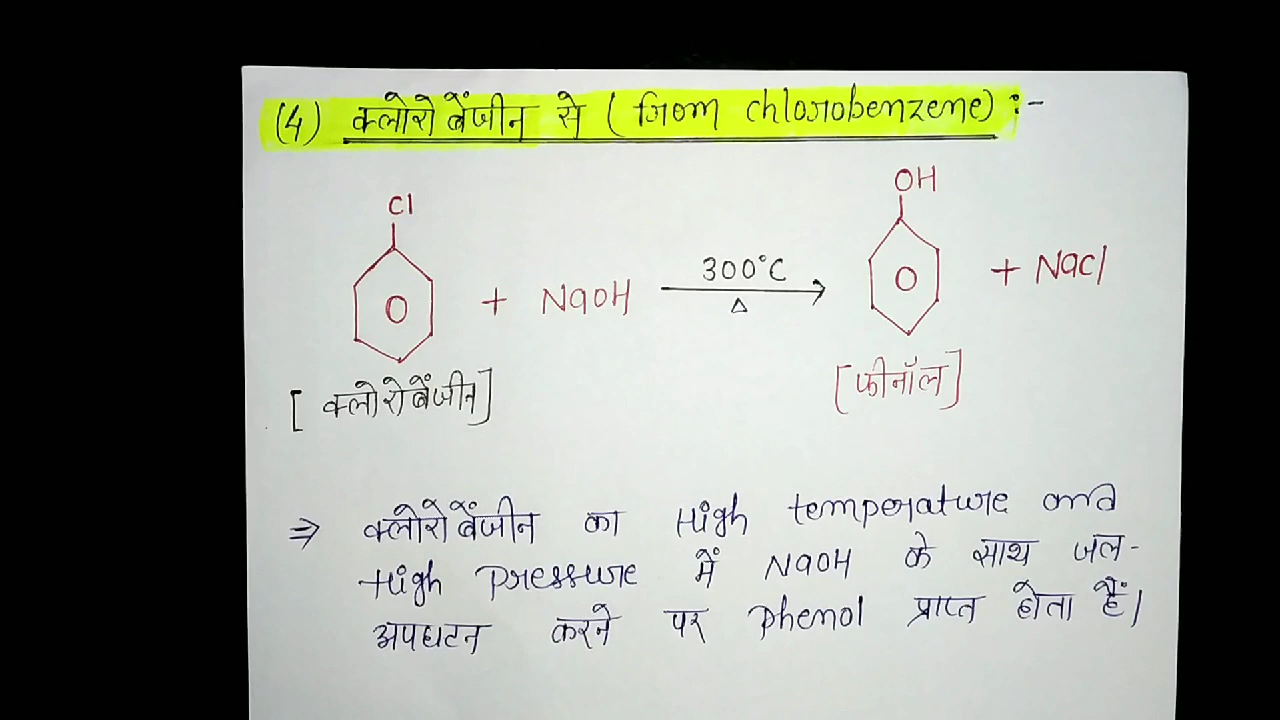 (4) क्लोरोबेंजीन से (from chlorobenzene) :-
Cl
OH
+ NaOH
300°C
Δ
+ NaCl
[क्लोरोबेंजीन]
[फीनॉल]
⇒ क्लोरोबेंजीन का High temperature and
High Pressure में NaOH के साथ जल-
अपघटन करने पर Phenol प्राप्त होता हैं।